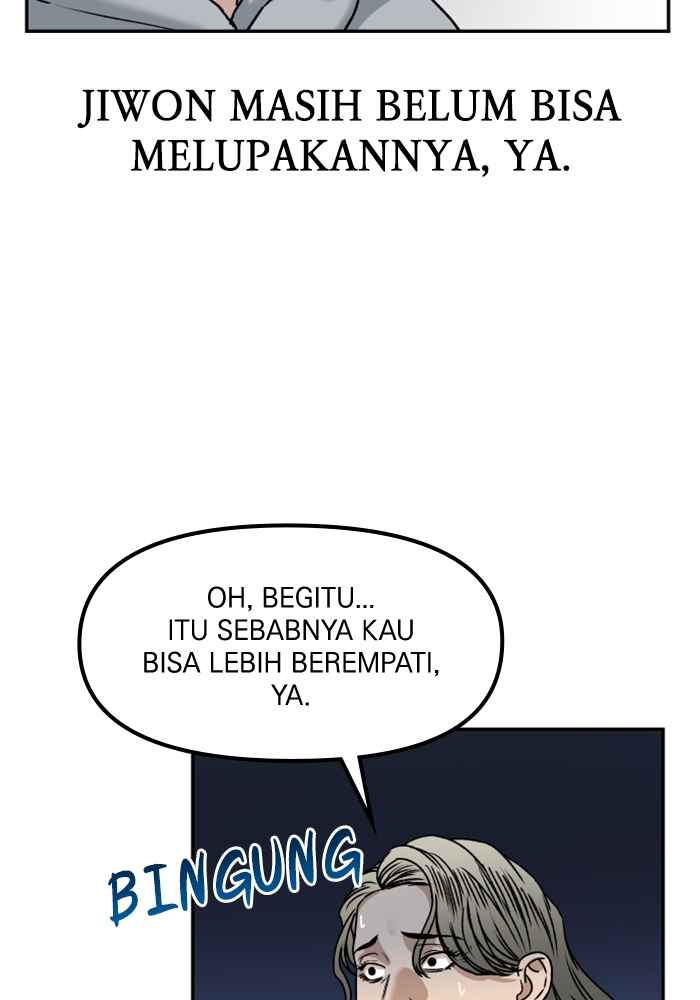 JIWON MASIH BELUM BISA
MELUPAKANNYA, YA.
OH, BEGITU...
ITU SEBABNYA KAU
BISA LEBIH BEREMPATI,
YA.
BINGUNG